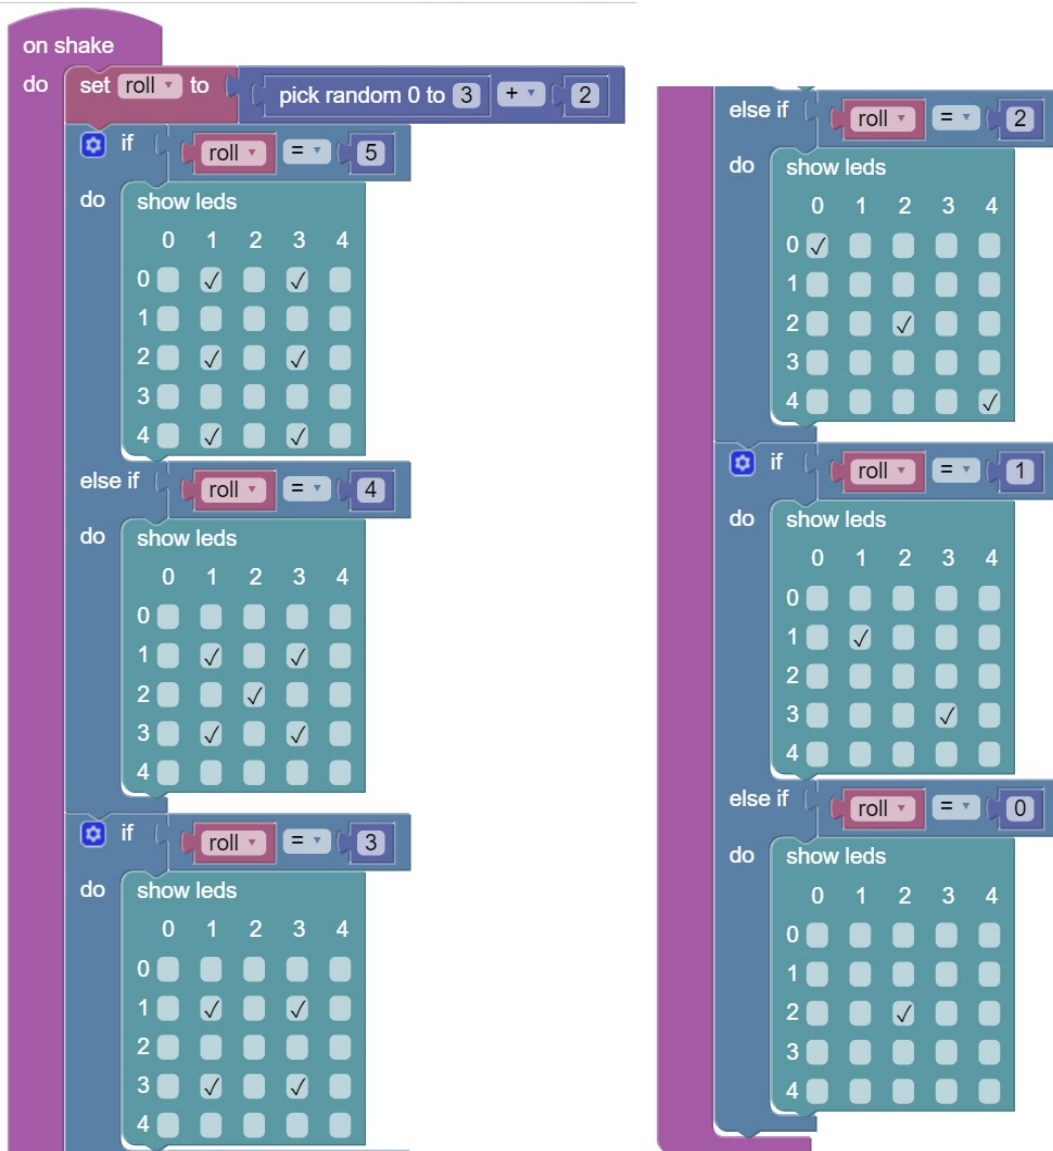 on shake
do set roll to pick random 0 to 3 + 2
if roll = 5
do show leds
0 1 2 3 4
0 ✓ ✓
1
2 ✓ ✓
3
4 ✓ ✓
else if roll = 4
do show leds
0 1 2 3 4
0
1 ✓ ✓
2 ✓
3 ✓ ✓
4
if roll = 3
do show leds
0 1 2 3 4
0
1 ✓ ✓
2
3 ✓ ✓
4
else if roll = 2
do show leds
0 1 2 3 4
0 ✓
1
2 ✓
3
4 ✓
if roll = 1
do show leds
0 1 2 3 4
0
1 ✓
2
3 ✓
4
else if roll = 0
do show leds
0 1 2 3 4
0
1
2 ✓
3
4